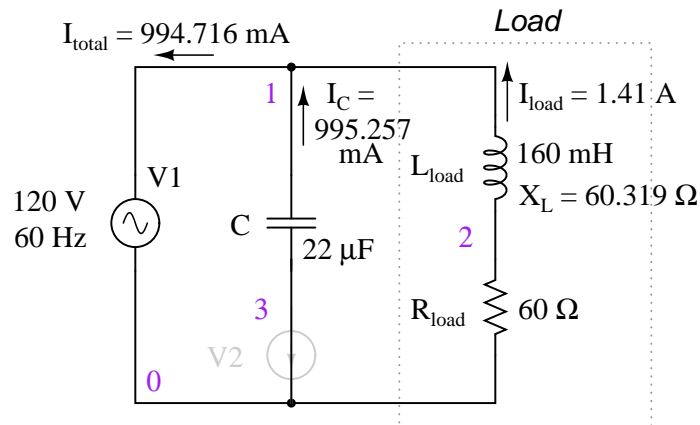 Load
I_total = 994.716 mA
1
I_C =
995.257
mA
I_load = 1.41 A
V1
120 V
60 Hz
C
22 μF
L_load
160 mH
X_L = 60.319 Ω
2
3
V2
R_load
60 Ω
0